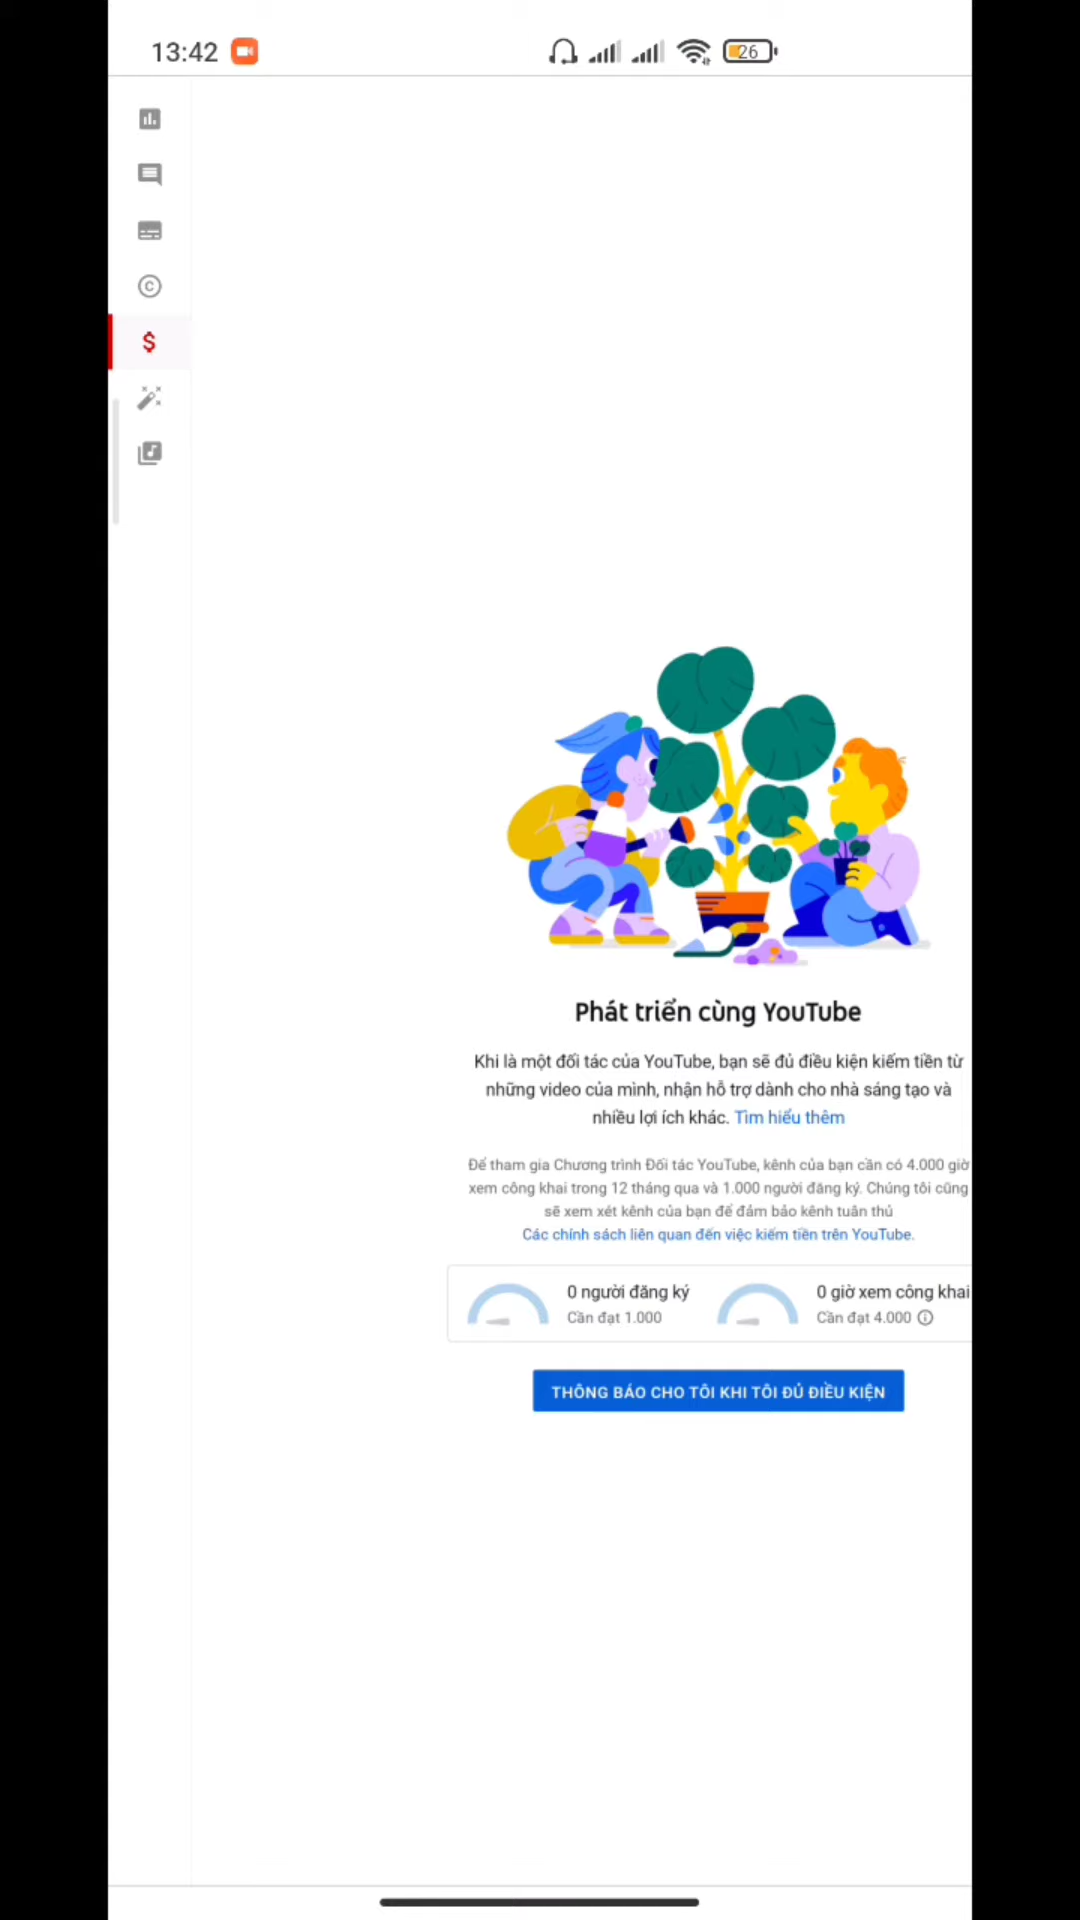 13:42
26
Phát triển cùng YouTube
Khi là một đối tác của YouTube, bạn sẽ đủ điều kiện kiếm tiền từ
những video của mình, nhận hỗ trợ dành cho nhà sáng tạo và
nhiều lợi ích khác. Tìm hiểu thêm
Để tham gia Chương trình Đối tác YouTube, kênh của bạn cần có 4.000 giờ
xem công khai trong 12 tháng qua và 1.000 người đăng ký. Chúng tôi cũng
sẽ xem xét kênh của bạn để đảm bảo kênh tuân thủ
Các chính sách liên quan đến việc kiếm tiền trên YouTube.
0 người đăng ký
Cần đạt 1.000
0 giờ xem công khai
Cần đạt 4.000
THÔNG BÁO CHO TÔI KHI TÔI ĐỦ ĐIỀU KIỆN